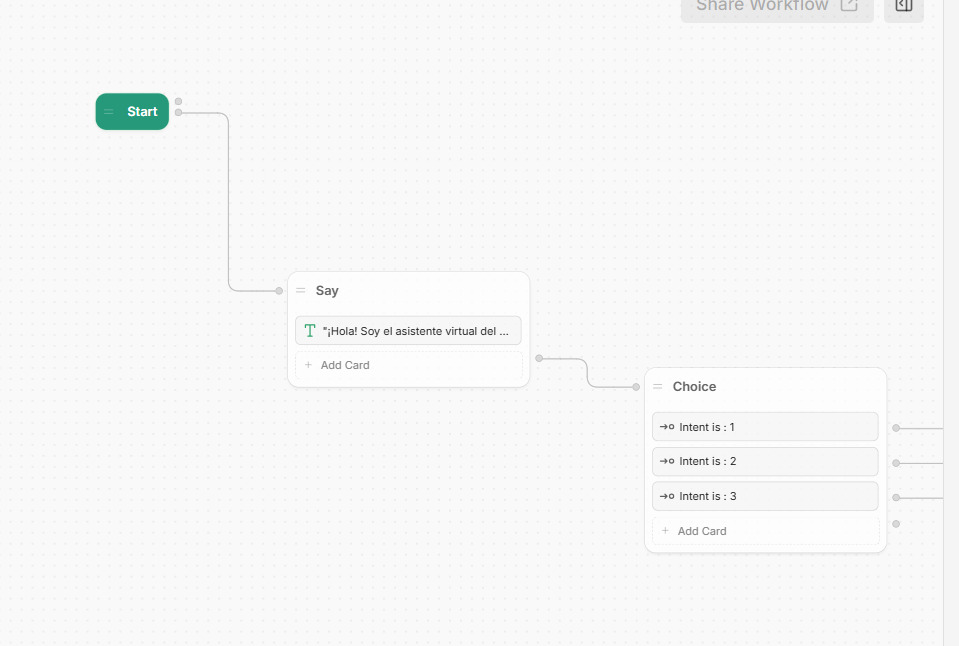 Share Workflow
Start
Say
"¡Hola! Soy el asistente virtual del ...
+ Add Card
Choice
Intent is : 1
Intent is : 2
Intent is : 3
+ Add Card